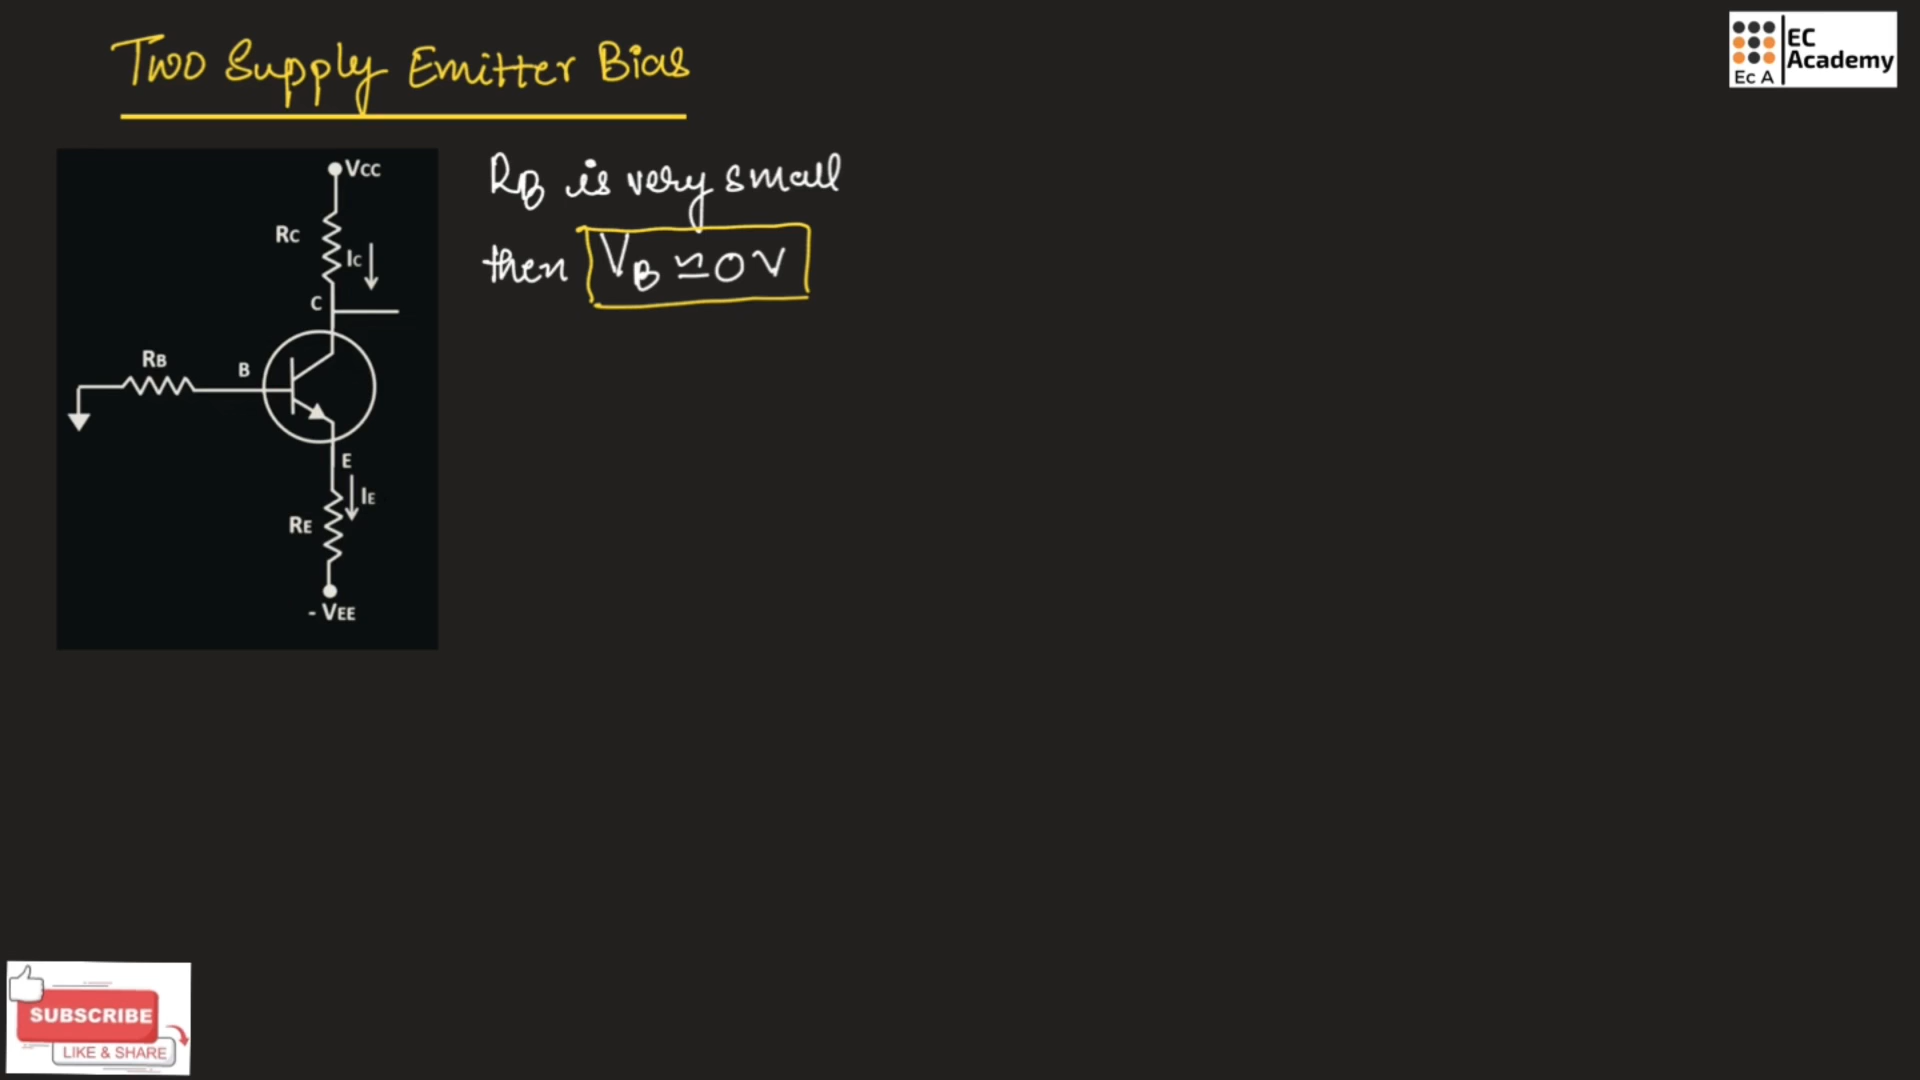 Two Supply Emitter Bias
EC
Academy
Ec A
VCC
RC
IC
C
RB
B
E
IE
RE
- VEE
RB is very small
then VB ≃ 0 V
SUBSCRIBE
LIKE & SHARE